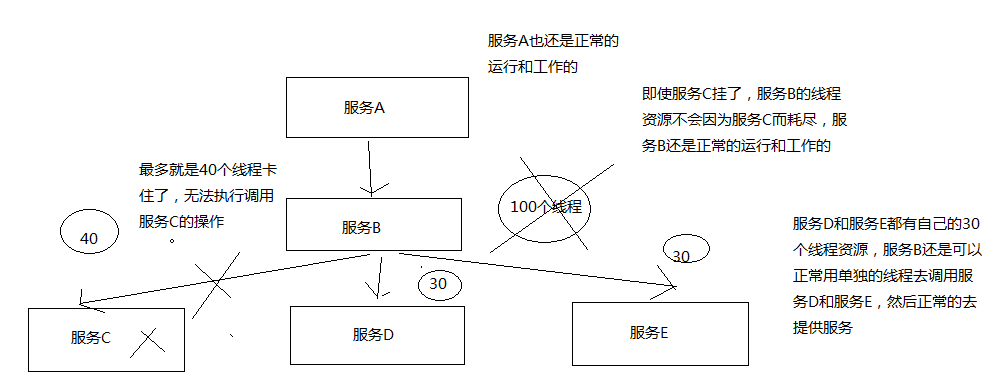 服务A也还是正常的
运行和工作的
服务A
即使服务C挂了，服务B的线程
资源不会因为服务C而耗尽，服
务B还是正常的运行和工作的
最多就是40个线程卡
住了，无法执行调用
服务C的操作
。
40
服务B
100个线程
服务D和服务E都有自己的30
个线程资源，服务B还是可以
正常用单独的线程去调用服
务D和服务E，然后正常的去
提供服务
30
30
服务C
服务D
服务E